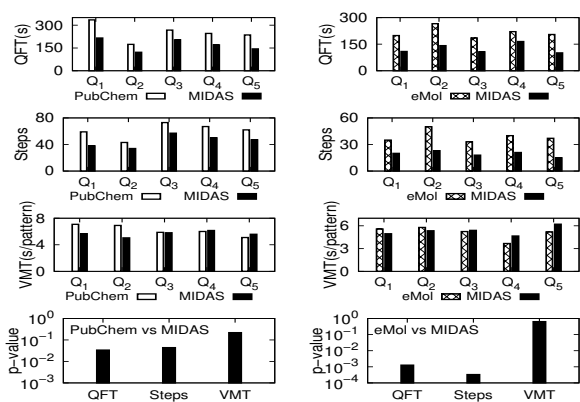 QFT(s)
300
150
0
Q1 Q2 Q3 Q4 Q5
PubChem MIDAS
QFT(s)
300
150
0
Q1 Q2 Q3 Q4 Q5
eMol MIDAS
Steps
80
40
0
Q1 Q2 Q3 Q4 Q5
PubChem MIDAS
Steps
60
30
0
Q1 Q2 Q3 Q4 Q5
eMol MIDAS
VMT(s/pattern)
8
4
0
Q1 Q2 Q3 Q4 Q5
PubChem MIDAS
VMT(s/pattern)
6
3
0
Q1 Q2 Q3 Q4 Q5
eMol MIDAS
p-value
10^0
10^-1
10^-2
10^-3
PubChem vs MIDAS
QFT Steps VMT
p-value
10^0
10^-1
10^-2
10^-3
10^-4
eMol vs MIDAS
QFT Steps VMT